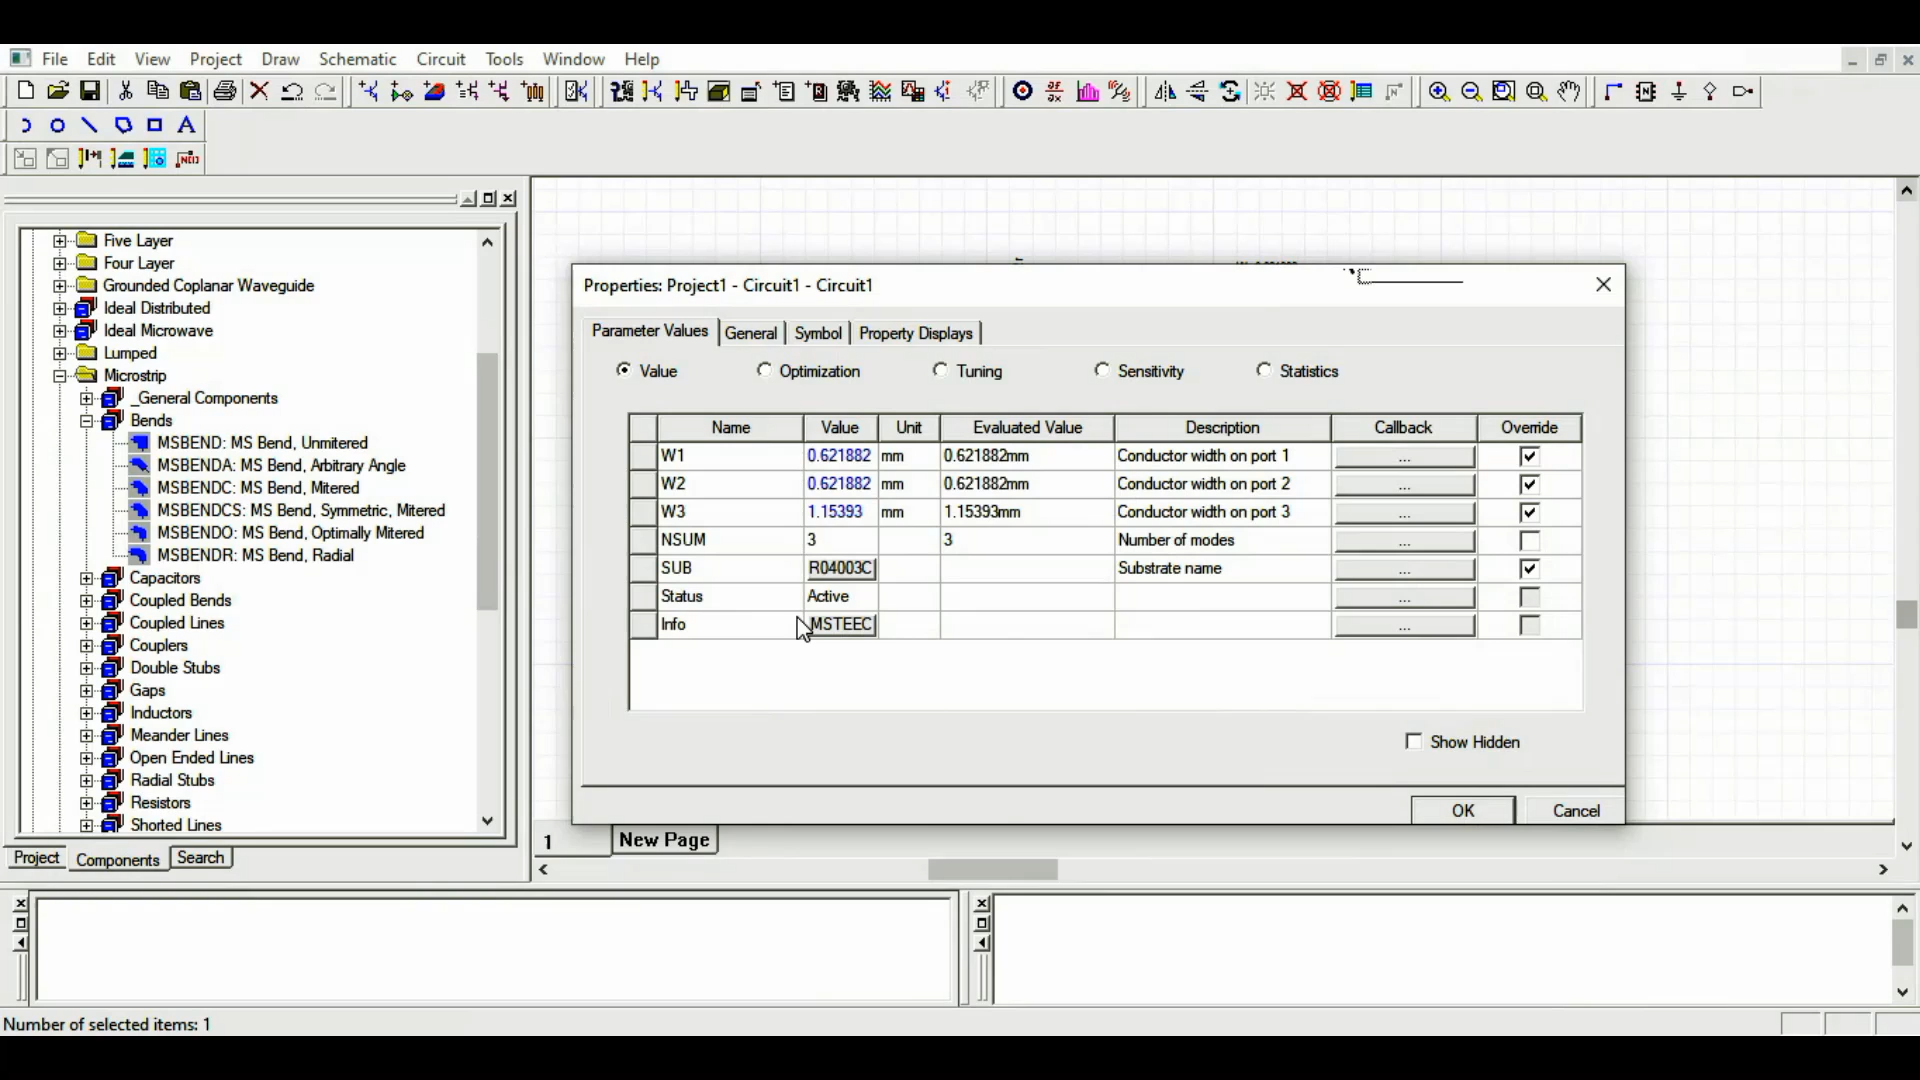 File Edit View Project Draw Schematic Circuit Tools Window Help
Five Layer
Four Layer
Grounded Coplanar Waveguide
Ideal Distributed
Ideal Microwave
Lumped
Microstrip
_General Components
Bends
MSBEND: MS Bend, Unmitered
MSBENDA: MS Bend, Arbitrary Angle
MSBENDC: MS Bend, Mitered
MSBENDCS: MS Bend, Symmetric, Mitered
MSBENDO: MS Bend, Optimally Mitered
MSBENDR: MS Bend, Radial
Capacitors
Coupled Bends
Coupled Lines
Couplers
Double Stubs
Gaps
Inductors
Meander Lines
Open Ended Lines
Radial Stubs
Resistors
Shorted Lines
Project Components Search
Properties: Project1 - Circuit1 - Circuit1
Parameter Values General Symbol Property Displays
Value Optimization Tuning Sensitivity Statistics
Name Value Unit Evaluated Value Description Callback Override
W1 0.621882 mm 0.621882mm Conductor width on port 1 ...
W2 0.621882 mm 0.621882mm Conductor width on port 2 ...
W3 1.15393 mm 1.15393mm Conductor width on port 3 ...
NSUM 3 3 Number of modes ...
SUB R04003C Substrate name ...
Status Active ...
Info MSTEEC ...
Show Hidden
OK Cancel
1 New Page
Number of selected items: 1